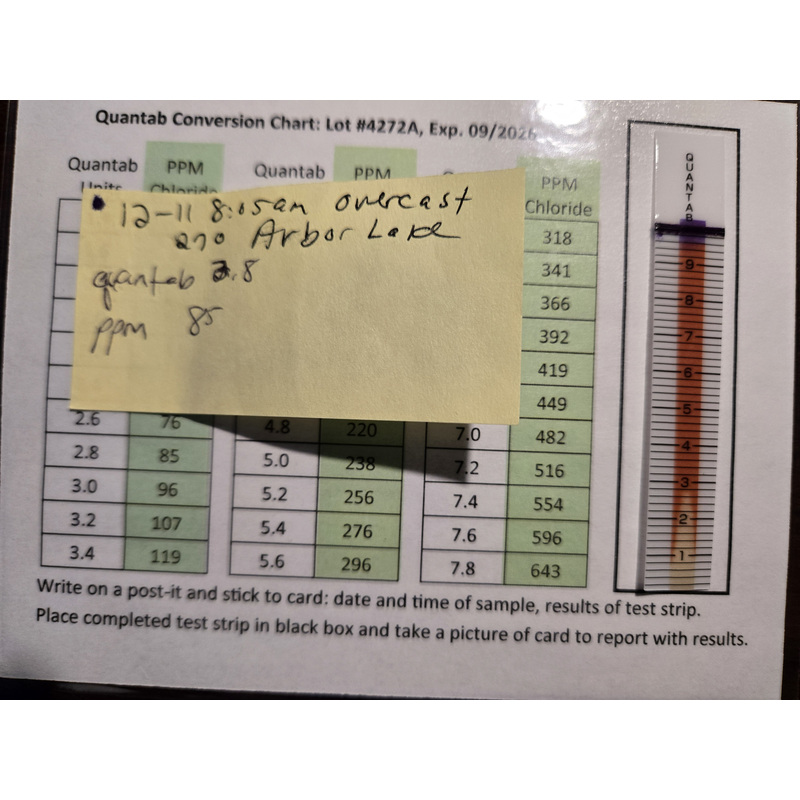 Quantab Conversion Chart: Lot #4272A, Exp. 09/2026
Quantab PPM Quantab PPM PPM
Units Chloride Chloride
12-11 8:05am overcast
270 Arbor Lake
quantab 2.8
ppm 85
318
341
366
392
419
449
2.6 76 4.8 220 7.0 482
2.8 85 5.0 238 7.2 516
3.0 96 5.2 256 7.4 554
3.2 107 5.4 276 7.6 596
3.4 119 5.6 296 7.8 643
QUANTAB
9
8
7
6
5
4
3
2
1
Write on a post-it and stick to card: date and time of sample, results of test strip.
Place completed test strip in black box and take a picture of card to report with results.